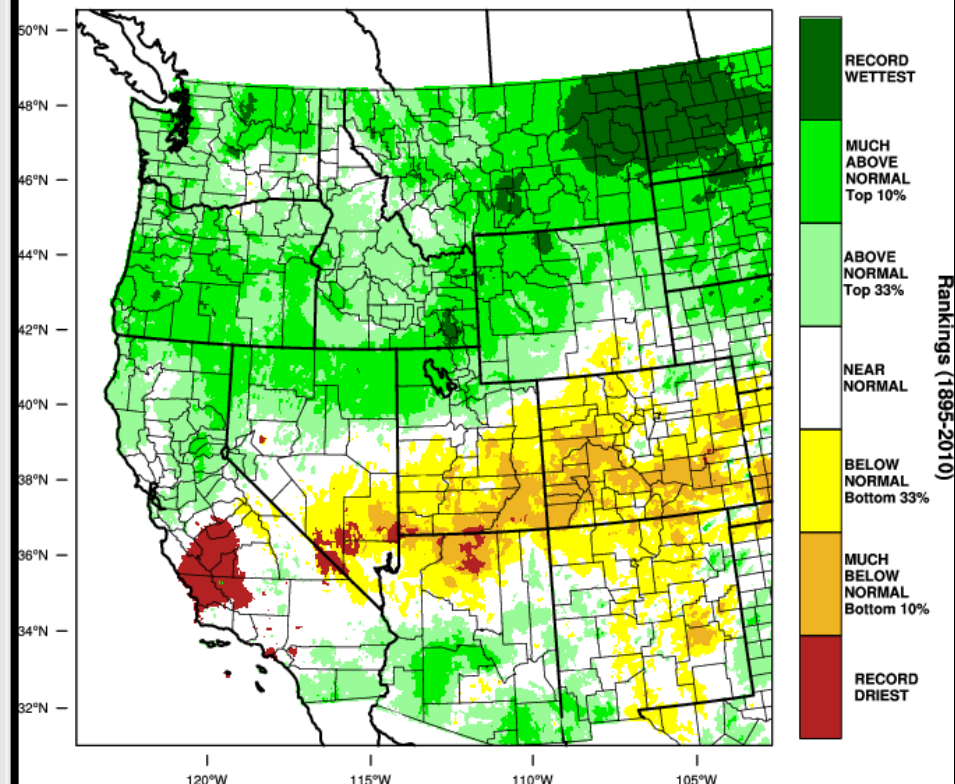 50°N
48°N
46°N
44°N
42°N
40°N
38°N
36°N
34°N
32°N
120°W
115°W
110°W
105°W
RECORD
WETTEST
MUCH
ABOVE
NORMAL
Top 10%
ABOVE
NORMAL
Top 33%
NEAR
NORMAL
BELOW
NORMAL
Bottom 33%
MUCH
BELOW
NORMAL
Bottom 10%
RECORD
DRIEST
Rankings (1895-2010)